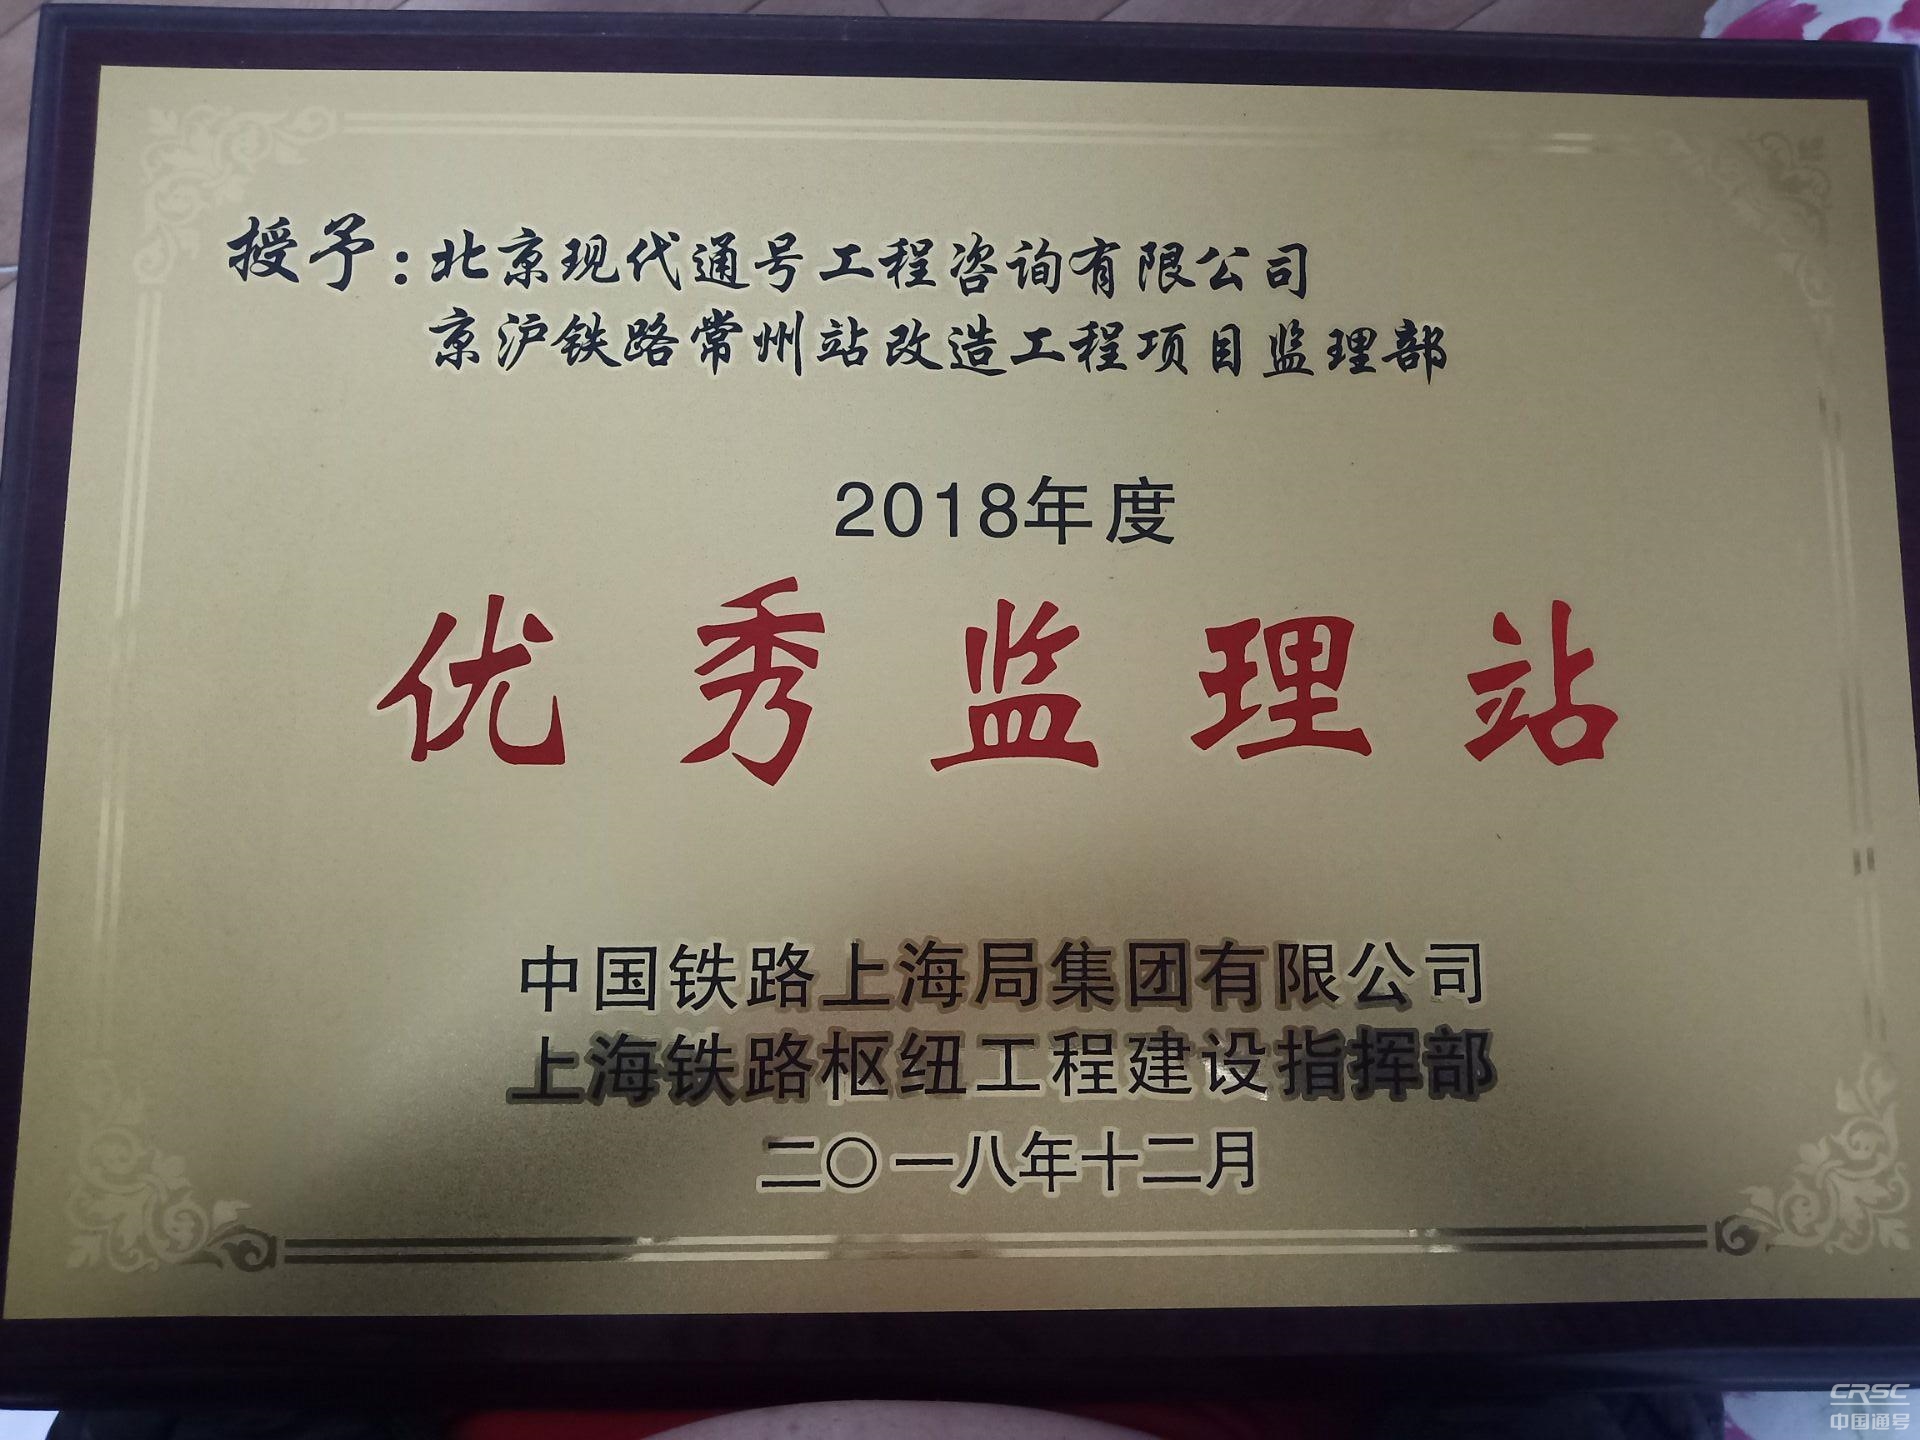 授予：北京现代通号工程咨询有限公司
京沪铁路常州站改造工程项目监理部
2018年度
优秀监理站
中国铁路上海局集团有限公司
上海铁路枢纽工程建设指挥部
二〇一八年十二月
CRSC
中国通号